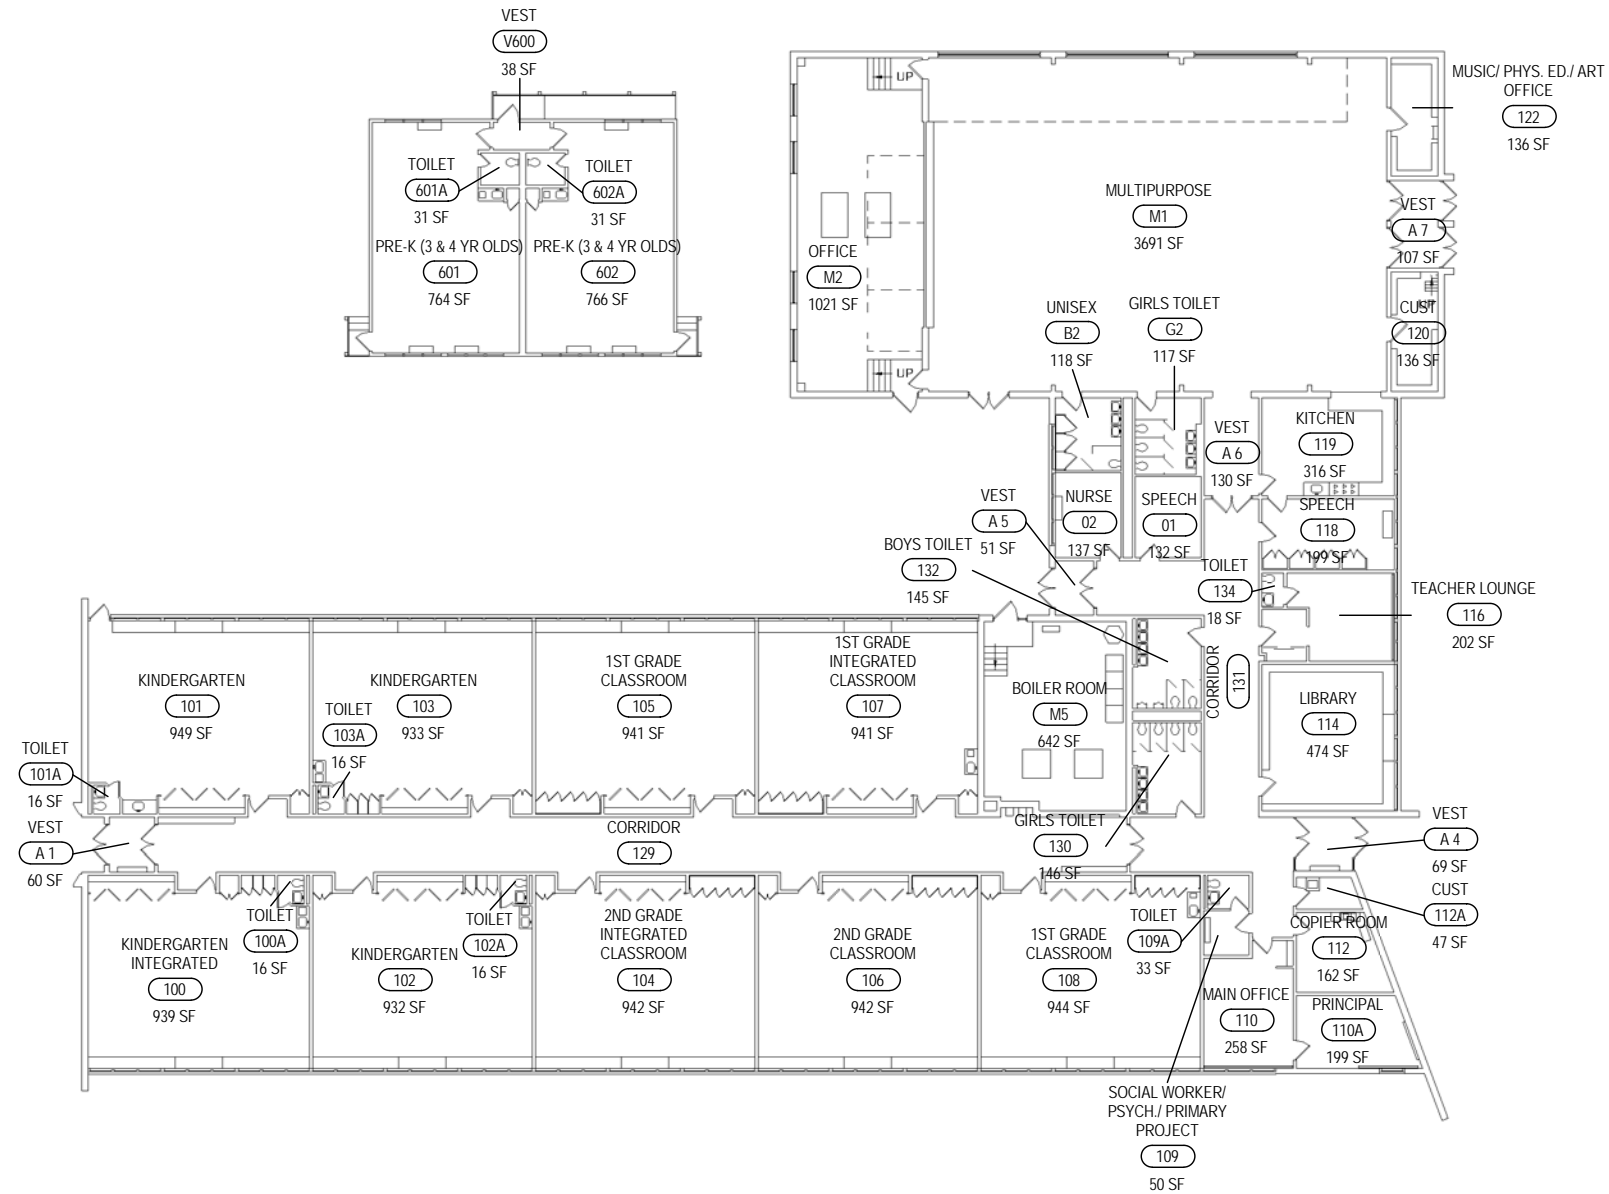 VEST
V600
38 SF
TOILET
601A
31 SF
TOILET
602A
31 SF
PRE-K (3 & 4 YR OLDS)
601
764 SF
PRE-K (3 & 4 YR OLDS)
602
766 SF
UP
UP
OFFICE
M2
1021 SF
MULTIPURPOSE
M1
3691 SF
MUSIC/ PHYS. ED./ ART
OFFICE
122
136 SF
VEST
A 7
107 SF
UP
CUST
120
136 SF
UNISEX
B2
118 SF
GIRLS TOILET
G2
117 SF
VEST
A 6
130 SF
KITCHEN
119
316 SF
NURSE
02
137 SF
SPEECH
01
132 SF
SPEECH
118
199 SF
VEST
A 5
51 SF
BOYS TOILET
132
145 SF
TOILET
134
18 SF
TEACHER LOUNGE
116
202 SF
CORRIDOR
131
LIBRARY
114
474 SF
KINDERGARTEN
101
949 SF
TOILET
101A
16 SF
KINDERGARTEN
103
933 SF
TOILET
103A
16 SF
1ST GRADE
CLASSROOM
105
941 SF
1ST GRADE
INTEGRATED
CLASSROOM
107
941 SF
BOILER ROOM
M5
642 SF
VEST
A 1
60 SF
CORRIDOR
129
GIRLS TOILET
130
146 SF
VEST
A 4
69 SF
CUST
112A
47 SF
KINDERGARTEN
INTEGRATED
100
939 SF
TOILET
100A
16 SF
KINDERGARTEN
102
932 SF
TOILET
102A
16 SF
2ND GRADE
INTEGRATED
CLASSROOM
104
942 SF
2ND GRADE
CLASSROOM
106
942 SF
1ST GRADE
CLASSROOM
108
944 SF
TOILET
109A
33 SF
COPIER ROOM
112
162 SF
MAIN OFFICE
110
258 SF
PRINCIPAL
110A
199 SF
SOCIAL WORKER/
PSYCH./ PRIMARY
PROJECT
109
50 SF